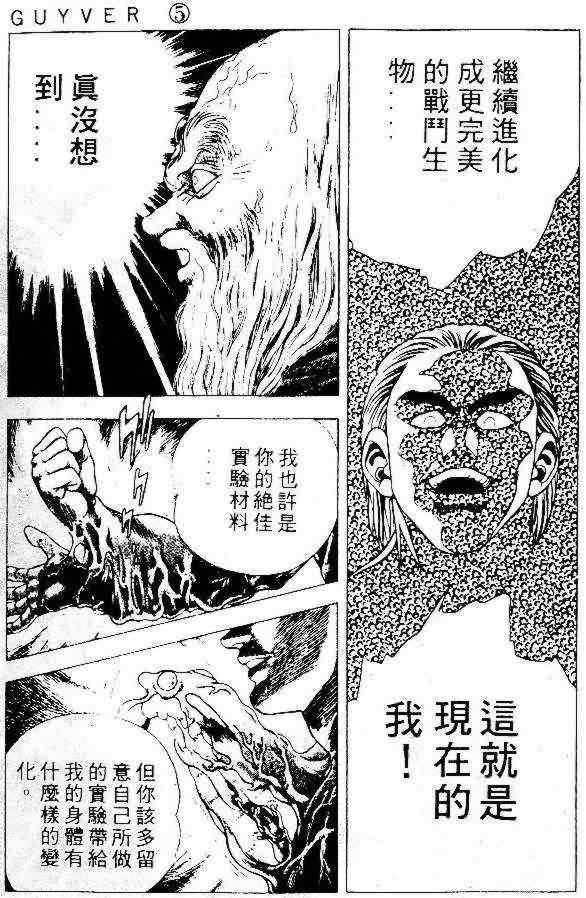 GUYVER ⑤
繼續進化
成更完美
的戰鬥生
物……
這就是
現在的
我！
眞沒想
到……
我也許是
你的絕佳
實驗材料
……
但你該多留
意自己所做
的實驗帶給
我的身體有
什麼樣的變
化。